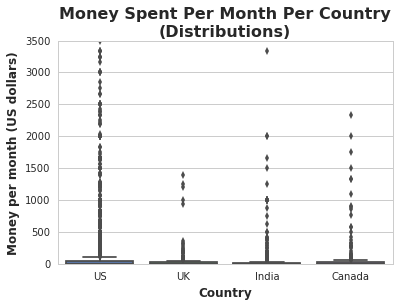 Money Spent Per Month Per Country
(Distributions)
Money per month (US dollars)
3500
3000
2500
2000
1500
1000
500
0
US UK India Canada
Country